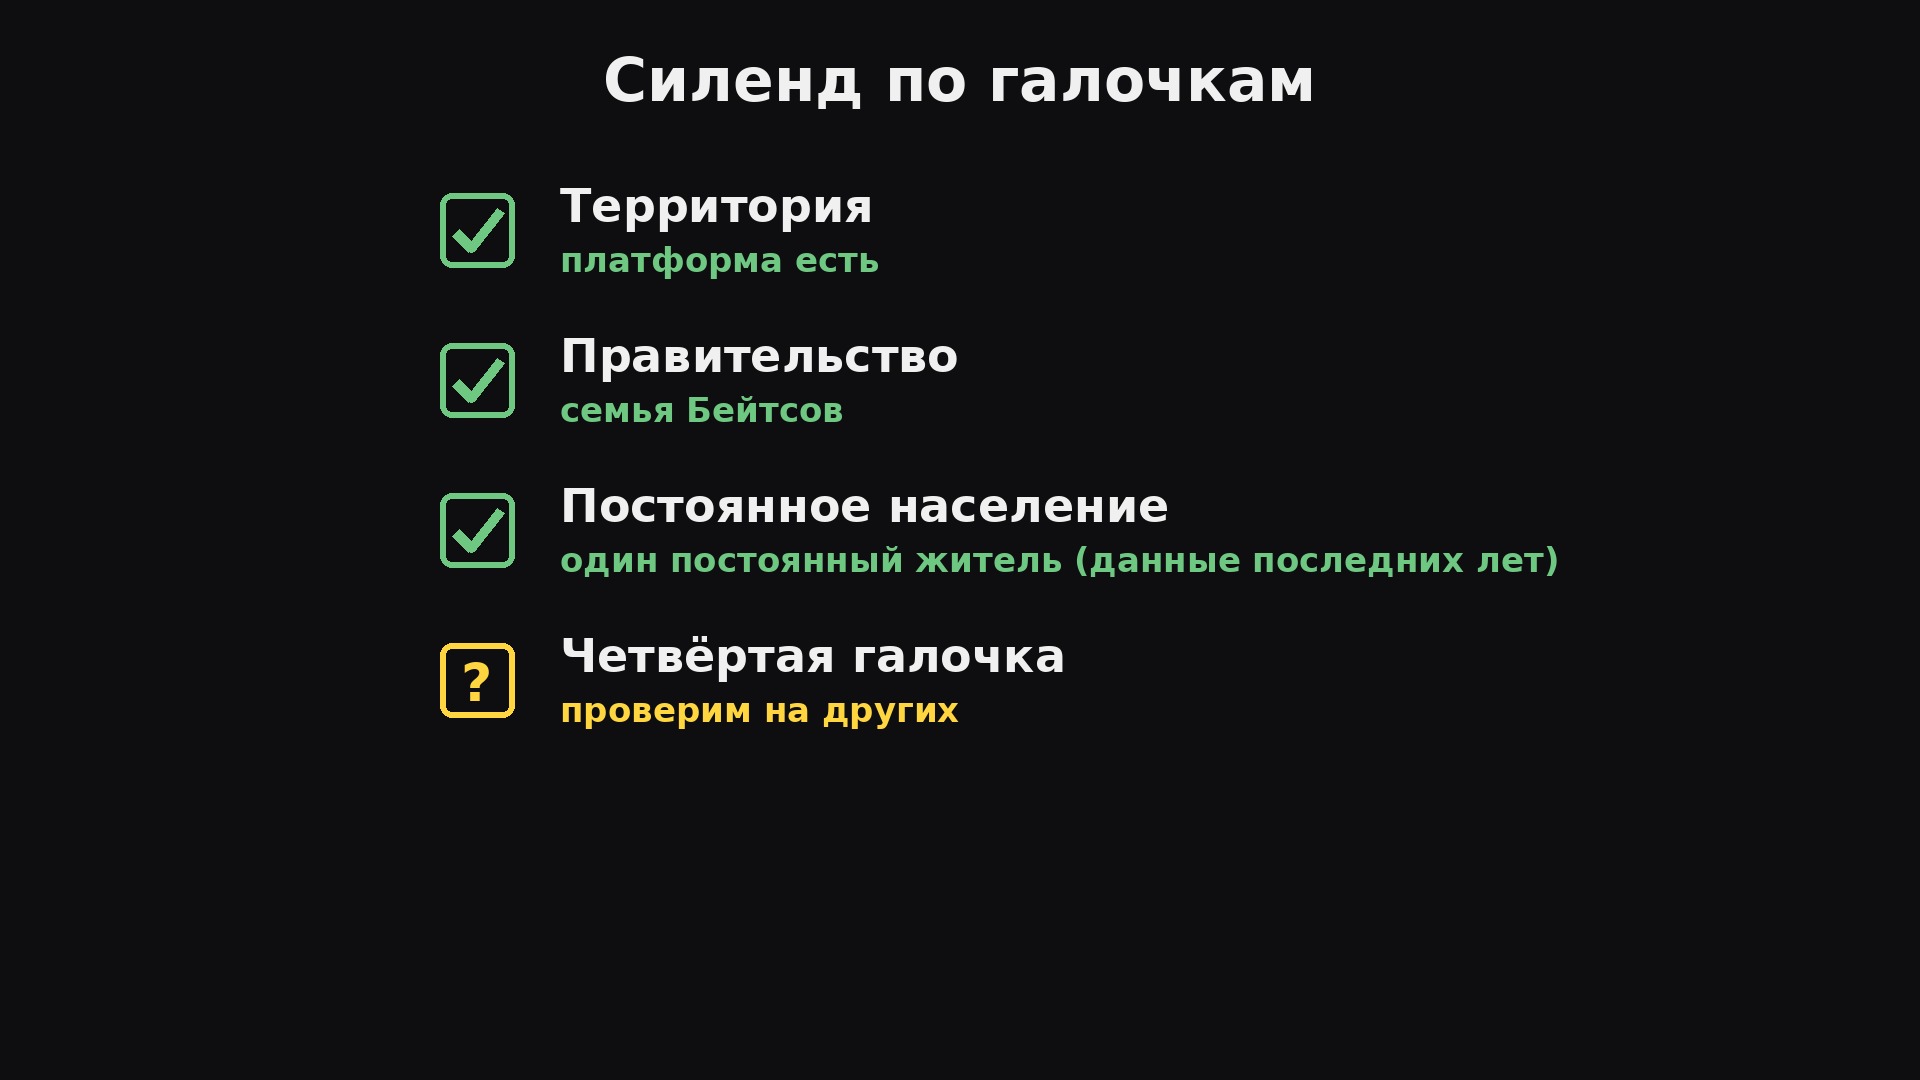 Силенд по галочкам
Территория
платформа есть
Правительство
семья Бейтсов
Постоянное население
один постоянный житель (данные последних лет)
?
Четвёртая галочка
проверим на других